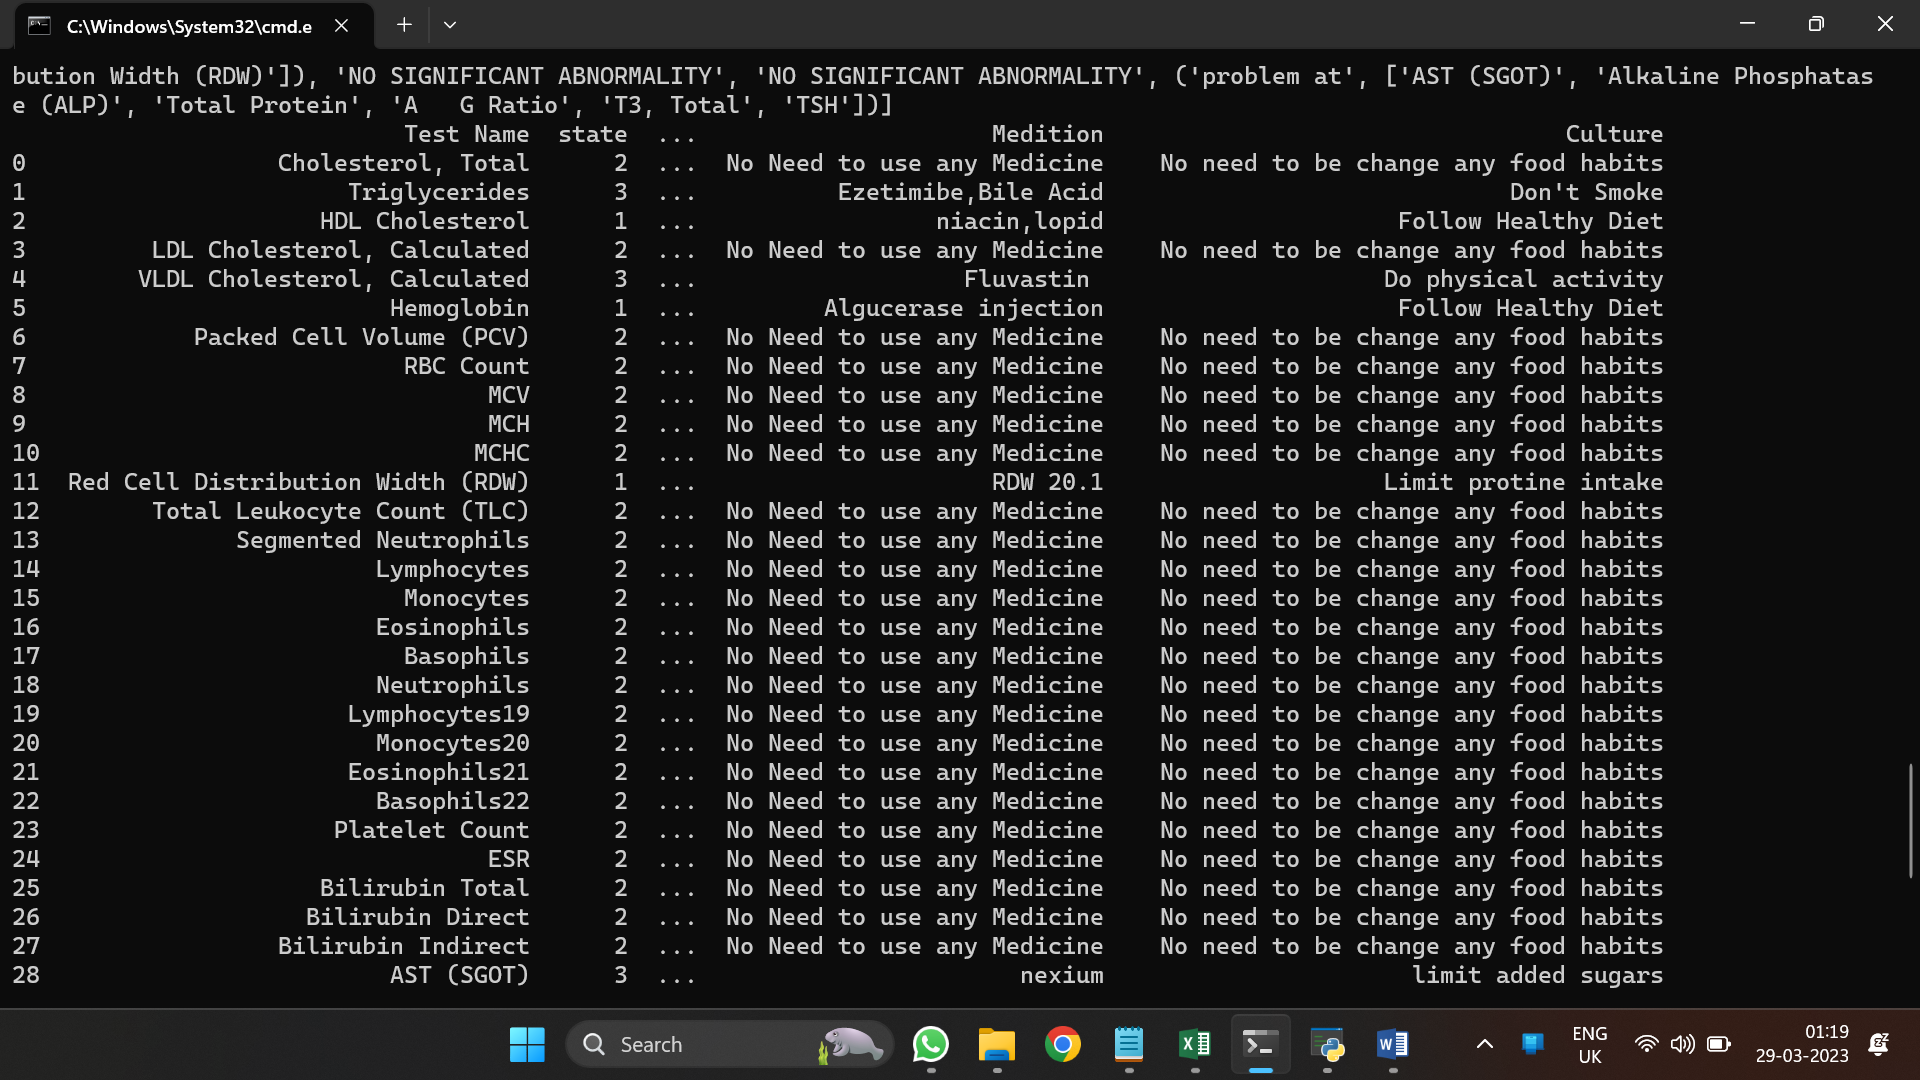 C:\Windows\System32\cmd.e
bution Width (RDW)']), 'NO SIGNIFICANT ABNORMALITY', 'NO SIGNIFICANT ABNORMALITY', ('problem at', ['AST (SGOT)', 'Alkaline Phosphatas
e (ALP)', 'Total Protein', 'A   G Ratio', 'T3, Total', 'TSH'])]
Test Name state ... Medition Culture
0 Cholesterol, Total 2 ... No Need to use any Medicine No need to be change any food habits
1 Triglycerides 3 ... Ezetimibe,Bile Acid Don't Smoke
2 HDL Cholesterol 1 ... niacin,lopid Follow Healthy Diet
3 LDL Cholesterol, Calculated 2 ... No Need to use any Medicine No need to be change any food habits
4 VLDL Cholesterol, Calculated 3 ... Fluvastin Do physical activity
5 Hemoglobin 1 ... Algucerase injection Follow Healthy Diet
6 Packed Cell Volume (PCV) 2 ... No Need to use any Medicine No need to be change any food habits
7 RBC Count 2 ... No Need to use any Medicine No need to be change any food habits
8 MCV 2 ... No Need to use any Medicine No need to be change any food habits
9 MCH 2 ... No Need to use any Medicine No need to be change any food habits
10 MCHC 2 ... No Need to use any Medicine No need to be change any food habits
11 Red Cell Distribution Width (RDW) 1 ... RDW 20.1 Limit protine intake
12 Total Leukocyte Count (TLC) 2 ... No Need to use any Medicine No need to be change any food habits
13 Segmented Neutrophils 2 ... No Need to use any Medicine No need to be change any food habits
14 Lymphocytes 2 ... No Need to use any Medicine No need to be change any food habits
15 Monocytes 2 ... No Need to use any Medicine No need to be change any food habits
16 Eosinophils 2 ... No Need to use any Medicine No need to be change any food habits
17 Basophils 2 ... No Need to use any Medicine No need to be change any food habits
18 Neutrophils 2 ... No Need to use any Medicine No need to be change any food habits
19 Lymphocytes19 2 ... No Need to use any Medicine No need to be change any food habits
20 Monocytes20 2 ... No Need to use any Medicine No need to be change any food habits
21 Eosinophils21 2 ... No Need to use any Medicine No need to be change any food habits
22 Basophils22 2 ... No Need to use any Medicine No need to be change any food habits
23 Platelet Count 2 ... No Need to use any Medicine No need to be change any food habits
24 ESR 2 ... No Need to use any Medicine No need to be change any food habits
25 Bilirubin Total 2 ... No Need to use any Medicine No need to be change any food habits
26 Bilirubin Direct 2 ... No Need to use any Medicine No need to be change any food habits
27 Bilirubin Indirect 2 ... No Need to use any Medicine No need to be change any food habits
28 AST (SGOT) 3 ... nexium limit added sugars
Search
ENG
UK
01:19
29-03-2023